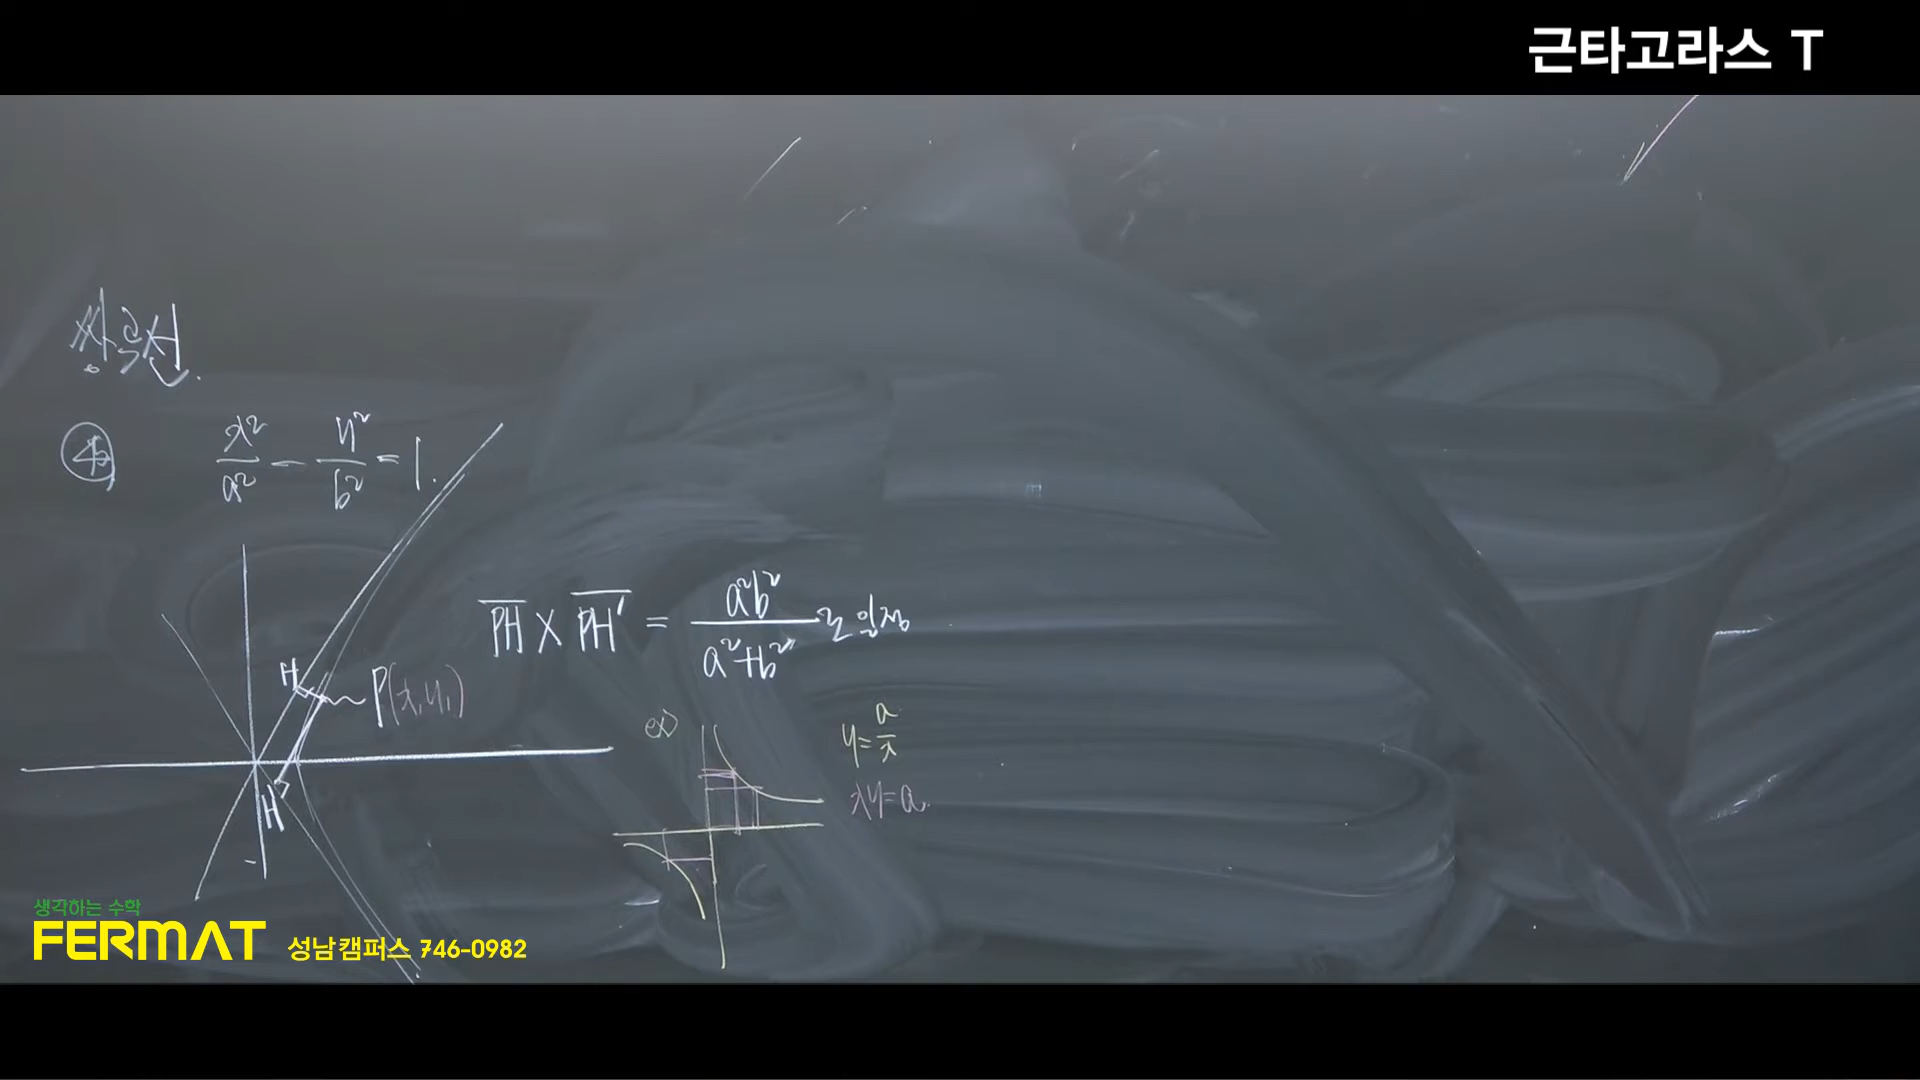 근타고라스 T
쌍곡선.
x²/a² - y²/b² = 1.
PH × PH' = a²b²/(a²+b²) 로 일정
H
P(x₁, y₁)
H'
ex)
y = a/x
xy = a.
생각하는 수학
FERMAT 성남캠퍼스 746-0982